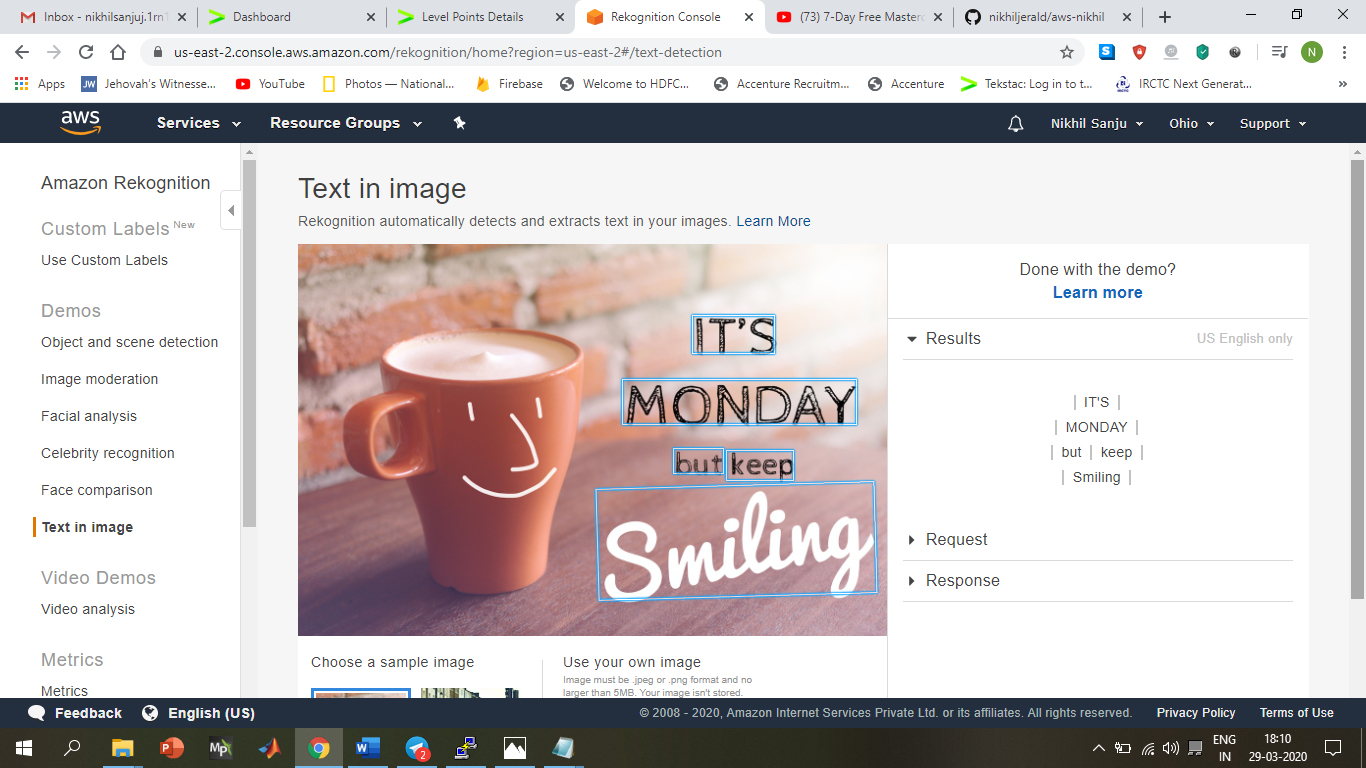 Inbox - nikhilsanjuj.1rn1
Dashboard
Level Points Details
Rekognition Console
(73) 7-Day Free Masterc
nikhiljerald/aws-nikhil
us-east-2.console.aws.amazon.com/rekognition/home?region=us-east-2#/text-detection
N
Apps
Jehovah's Witnesse...
YouTube
Photos — National...
Firebase
Welcome to HDFC...
Accenture Recruitm...
Accenture
Tekstac: Log in to t...
IRCTC Next Generat...
»
aws
Services
Resource Groups
Nikhil Sanju
Ohio
Support
Amazon Rekognition
Custom Labels New
Use Custom Labels
Demos
Object and scene detection
Image moderation
Facial analysis
Celebrity recognition
Face comparison
Text in image
Video Demos
Video analysis
Metrics
Metrics
Text in image
Rekognition automatically detects and extracts text in your images. Learn More
IT'S
MONDAY
but keep
Smiling
Choose a sample image
Use your own image
Image must be .jpeg or .png format and no
larger than 5MB. Your image isn't stored.
Done with the demo?
Learn more
Results
US English only
| IT'S |
| MONDAY |
| but | keep |
| Smiling |
Request
Response
Feedback
English (US)
© 2008 - 2020, Amazon Internet Services Private Ltd. or its affiliates. All rights reserved.
Privacy Policy
Terms of Use
2
ENG
IN
18:10
29-03-2020